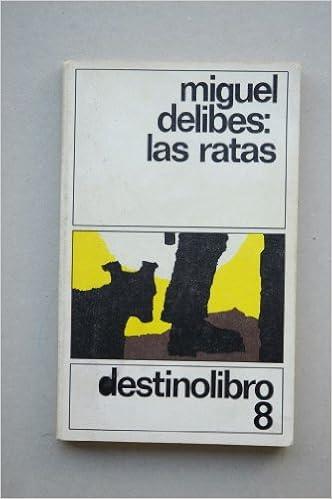 miguel
delibes:
las ratas
destinolibro
8